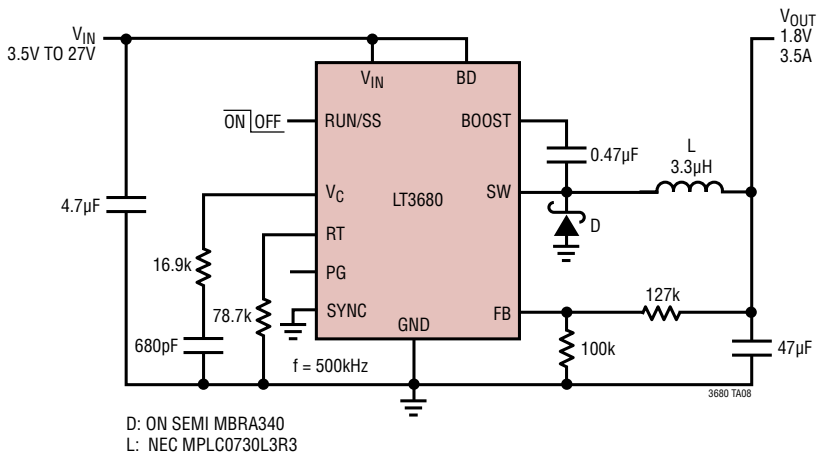 VIN
3.5V TO 27V
VOUT
1.8V
3.5A
VIN
BD
ON OFF
RUN/SS
BOOST
0.47µF
L
3.3µH
4.7µF
VC
LT3680
SW
D
RT
16.9k
PG
78.7k
127k
SYNC
FB
GND
680pF
f = 500kHz
100k
47µF
3680 TA08
D: ON SEMI MBRA340
L: NEC MPLC0730L3R3